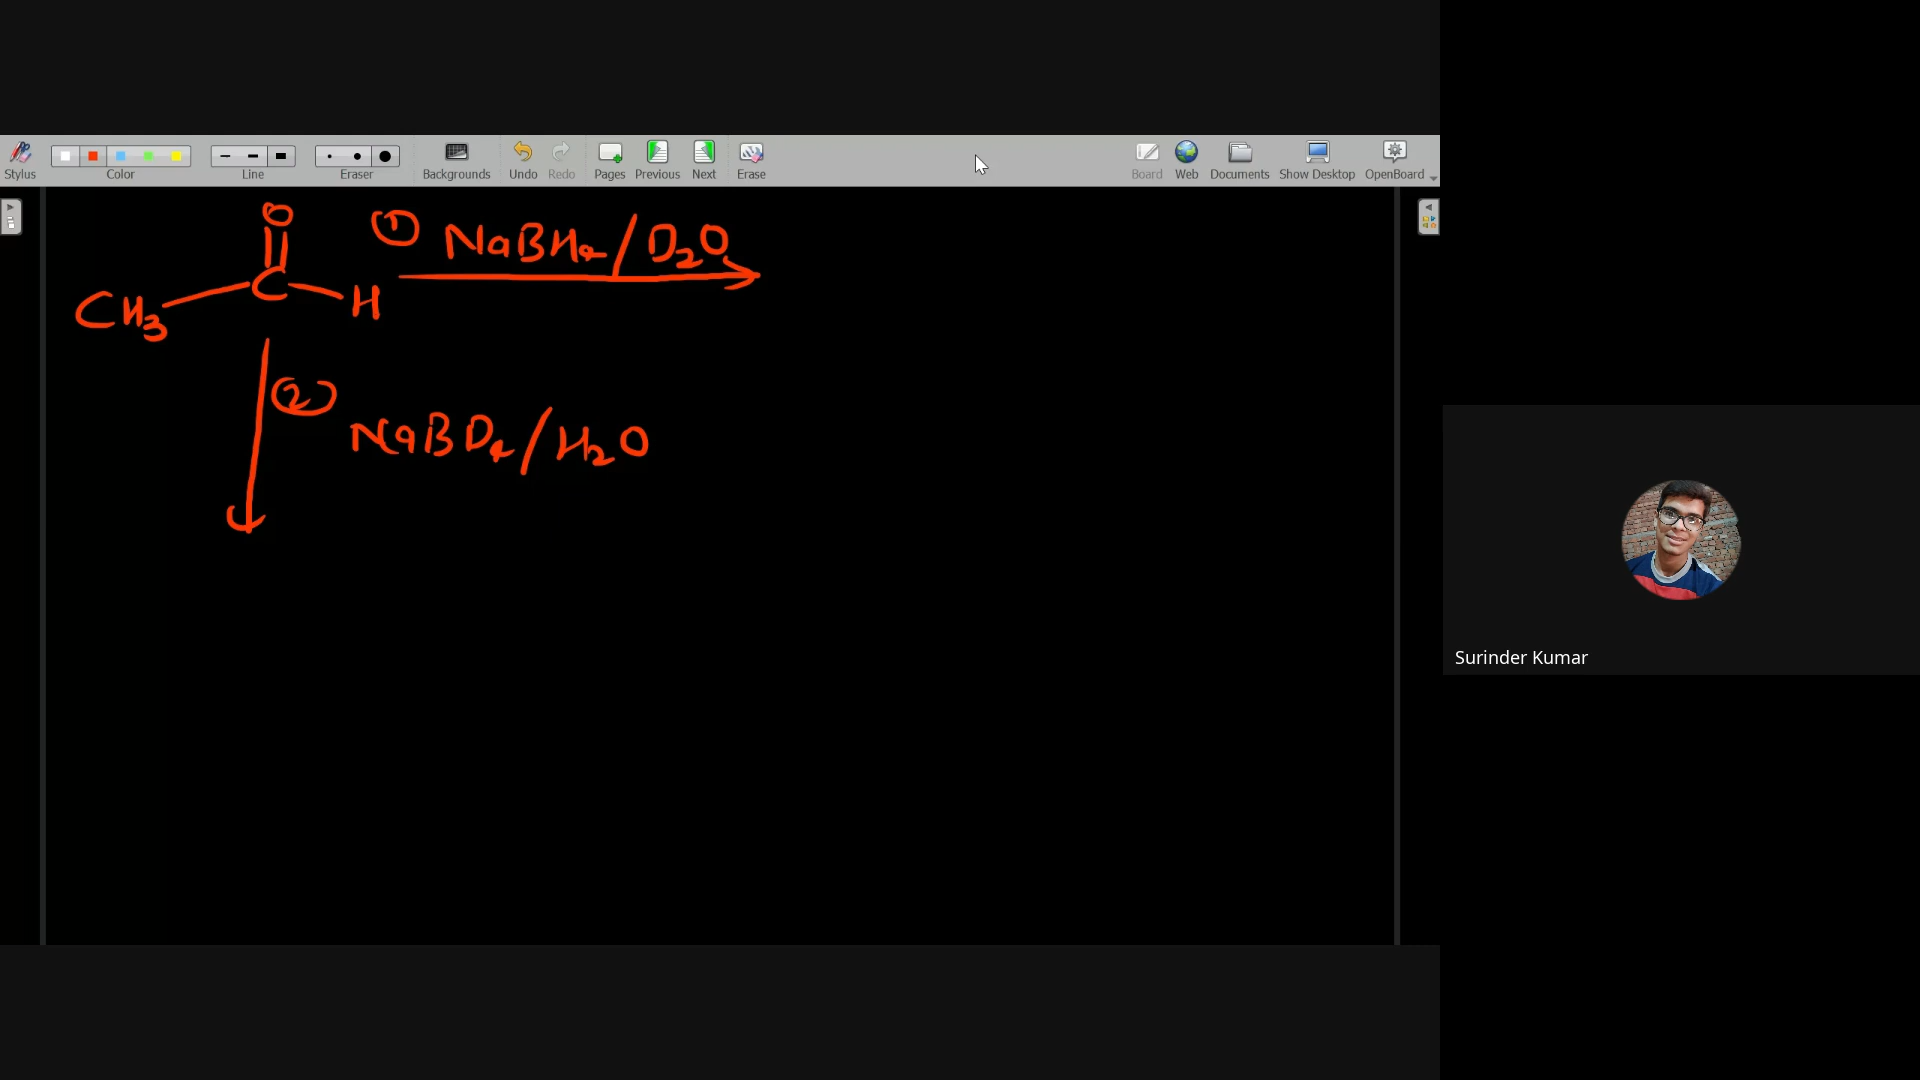 Stylus Color Line Eraser Backgrounds Undo Redo Pages Previous Next Erase Board Web Documents Show Desktop OpenBoard
O
① NaBH4/D2O
C
CH3 H
②
NaBD4/H2O
Surinder Kumar